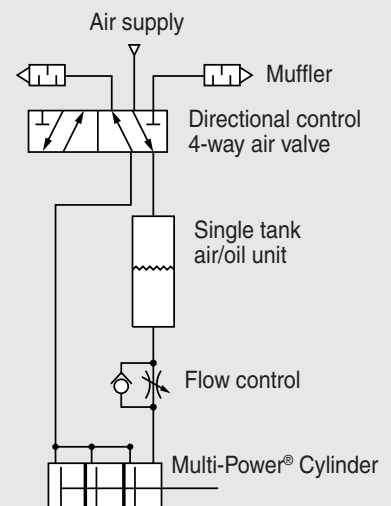 Air supply
Muffler
Directional control
4-way air valve
Single tank
air/oil unit
Flow control
Multi-Power® Cylinder